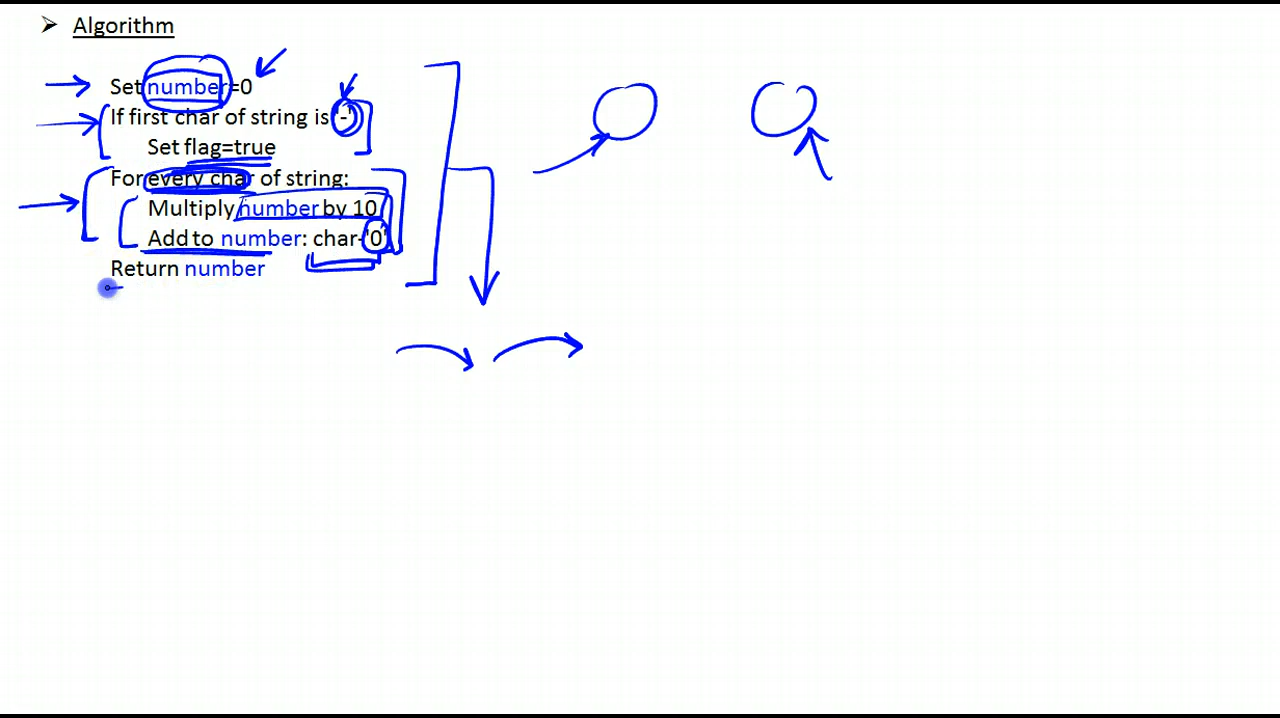 ➢ Algorithm
Set number=0
If first char of string is '-'
Set flag=true
For every char of string:
Multiply number by 10
Add to number: char-'0'
Return number